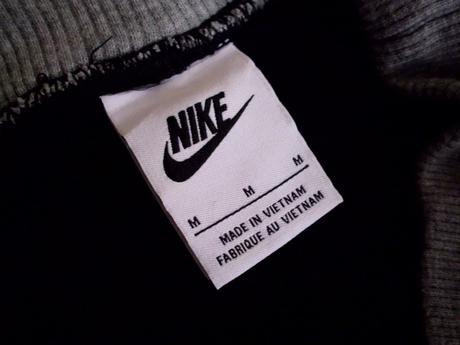 NIKE
M M M
MADE IN VIETNAM
FABRIQUE AU VIETNAM